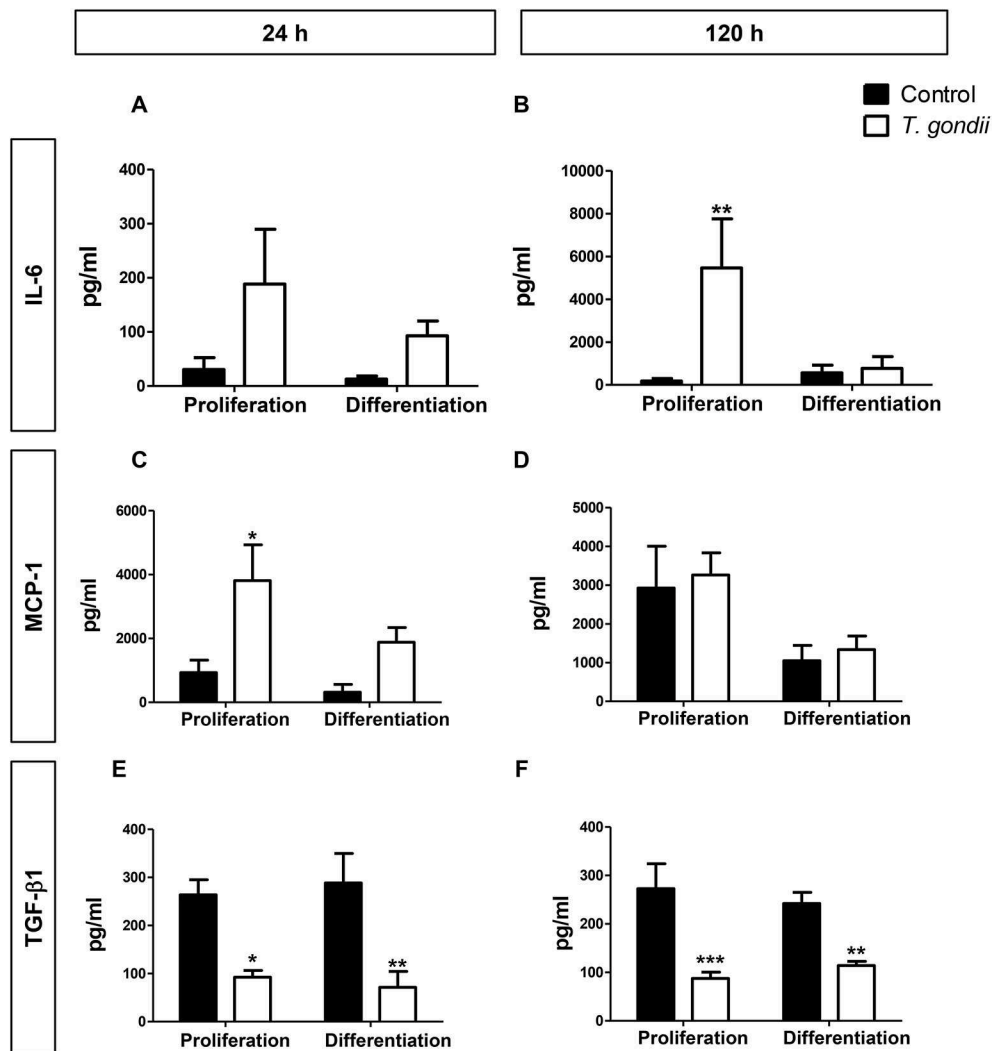 24 h
120 h
A
B
Control
T. gondii
IL-6
pg/ml
400
300
200
100
0
Proliferation
Differentiation
pg/ml
10000
8000
6000
4000
2000
0
**
Proliferation
Differentiation
C
D
MCP-1
pg/ml
6000
4000
2000
0
*
Proliferation
Differentiation
pg/ml
5000
4000
3000
2000
1000
0
Proliferation
Differentiation
E
F
TGF-β1
pg/ml
400
300
200
100
0
*
**
Proliferation
Differentiation
pg/ml
400
300
200
100
0
***
**
Proliferation
Differentiation